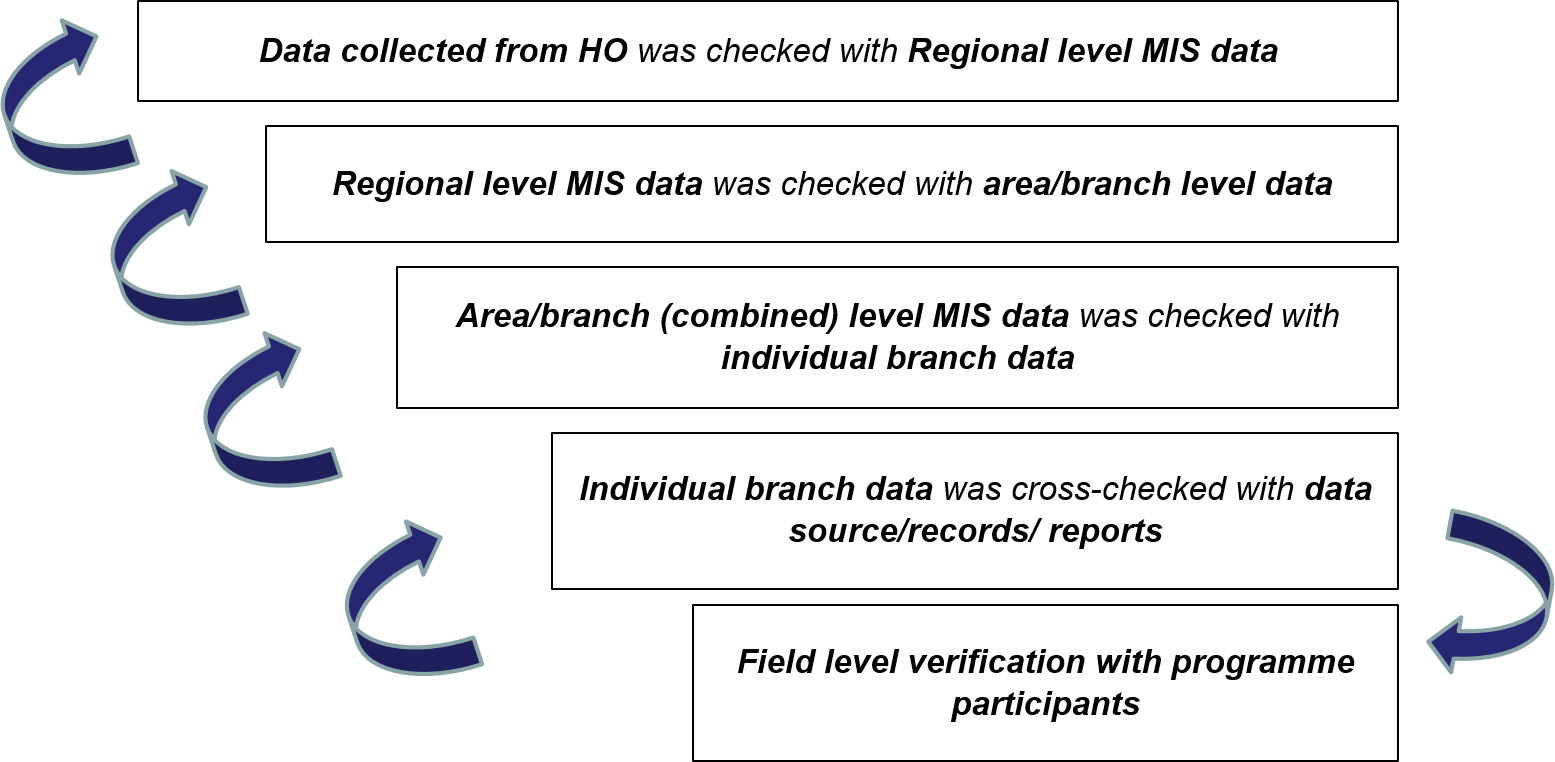 Data collected from HO was checked with Regional level MIS data
Regional level MIS data was checked with area/branch level data
Area/branch (combined) level MIS data was checked with
individual branch data
Individual branch data was cross-checked with data
source/records/ reports
Field level verification with programme
participants